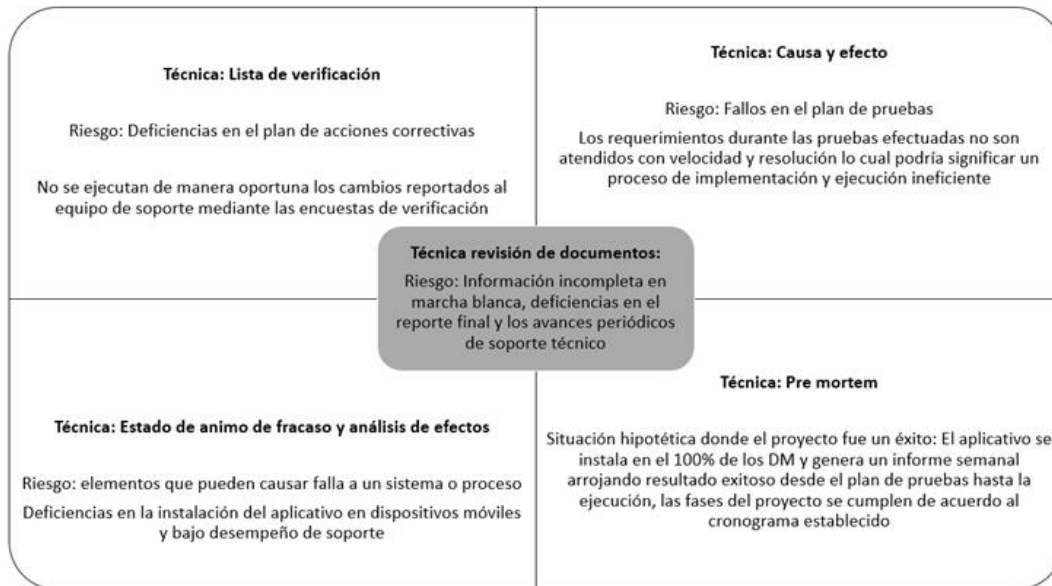 Técnica: Lista de verificación
Riesgo: Deficiencias en el plan de acciones correctivas
No se ejecutan de manera oportuna los cambios reportados al
equipo de soporte mediante las encuestas de verificación
Técnica: Causa y efecto
Riesgo: Fallos en el plan de pruebas
Los requerimientos durante las pruebas efectuadas no son
atendidos con velocidad y resolución lo cual podría significar un
proceso de implementación y ejecución ineficiente
Técnica revisión de documentos:
Riesgo: Información incompleta en
marcha blanca, deficiencias en el
reporte final y los avances periódicos
de soporte técnico
Técnica: Estado de animo de fracaso y análisis de efectos
Riesgo: elementos que pueden causar falla a un sistema o proceso
Deficiencias en la instalación del aplicativo en dispositivos móviles
y bajo desempeño de soporte
Técnica: Pre mortem
Situación hipotética donde el proyecto fue un éxito: El aplicativo se
instala en el 100% de los DM y genera un informe semanal
arrojando resultado exitoso desde el plan de pruebas hasta la
ejecución, las fases del proyecto se cumplen de acuerdo al
cronograma establecido